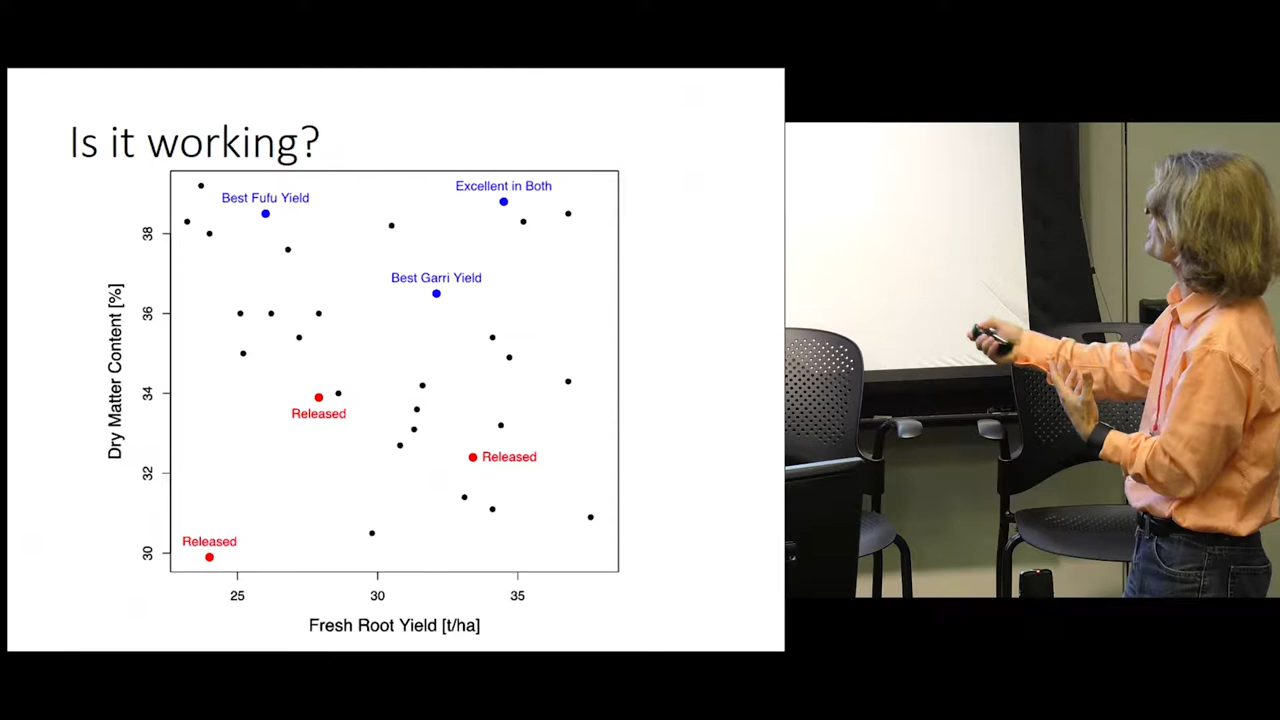 Is it working?
Best Fufu Yield
Excellent in Both
Best Garri Yield
Released
Released
Released
38
36
34
32
30
Dry Matter Content [%]
25
30
35
Fresh Root Yield [t/ha]